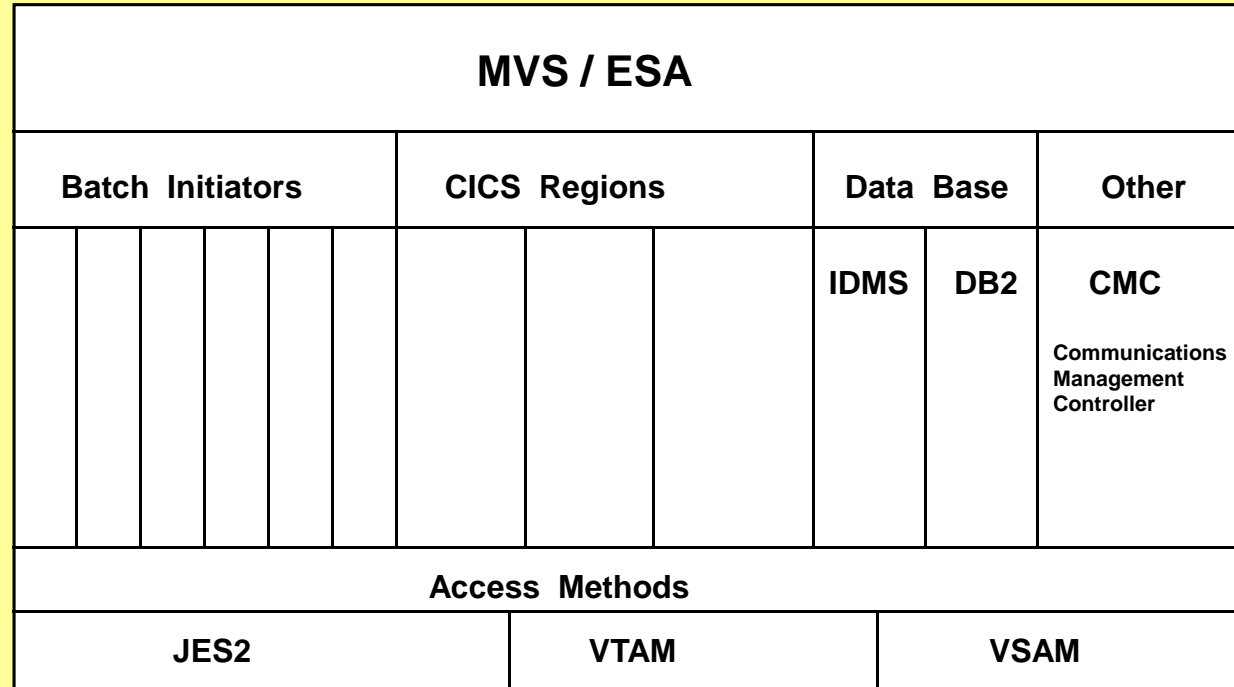 MVS / ESA
Batch Initiators
CICS Regions
Data Base
Other
IDMS
DB2
CMC
Communications
Management
Controller
Access Methods
JES2
VTAM
VSAM